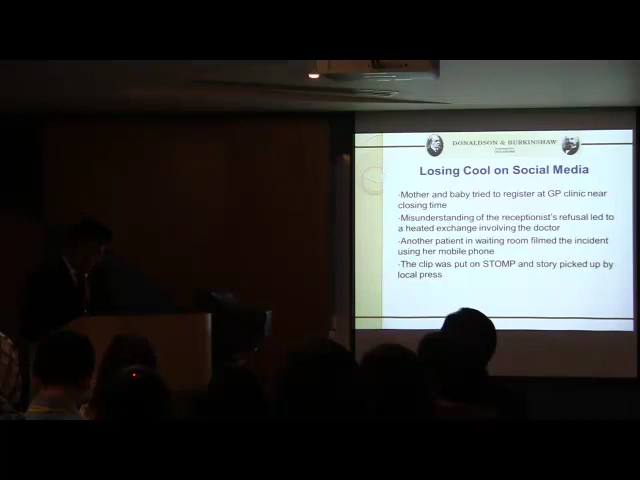 DONALDSON & BURKINSHAW
Losing Cool on Social Media
-Mother and baby tried to register at GP clinic near
closing time
-Misunderstanding of the receptionist's refusal led to
a heated exchange involving the doctor
-Another patient in waiting room filmed the incident
using her mobile phone
-The clip was put on STOMP and story picked up by
local press